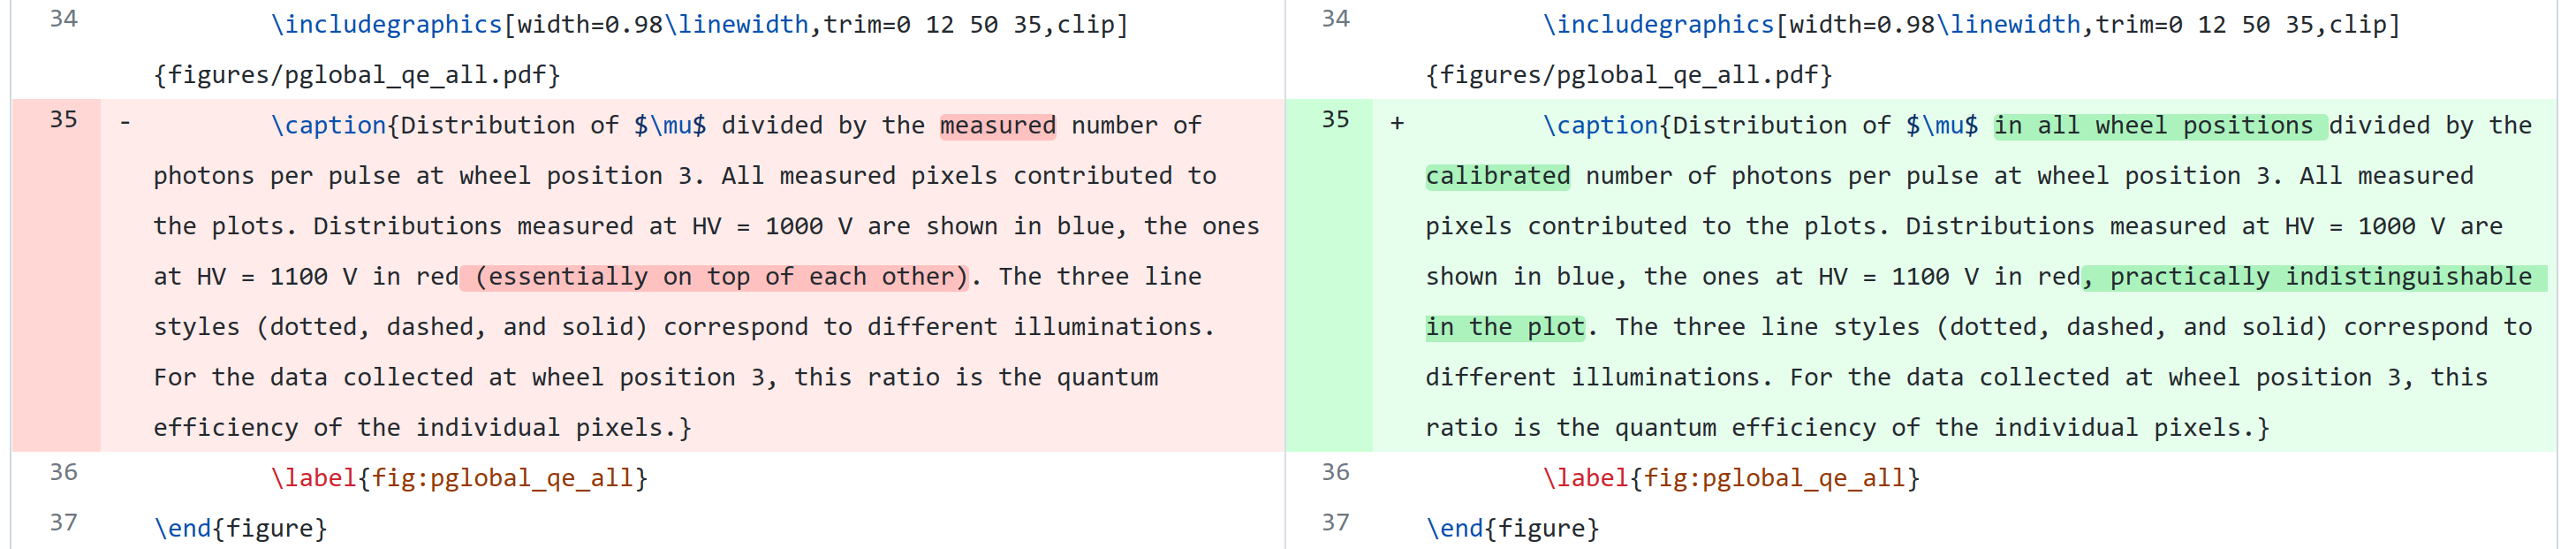 34 \includegraphics[width=0.98\linewidth,trim=0 12 50 35,clip]
{figures/pglobal_qe_all.pdf}
35 - \caption{Distribution of $\mu$ divided by the measured number of
photons per pulse at wheel position 3. All measured pixels contributed to
the plots. Distributions measured at HV = 1000 V are shown in blue, the ones
at HV = 1100 V in red (essentially on top of each other). The three line
styles (dotted, dashed, and solid) correspond to different illuminations.
For the data collected at wheel position 3, this ratio is the quantum
efficiency of the individual pixels.}
36 \label{fig:pglobal_qe_all}
37 \end{figure}
34 \includegraphics[width=0.98\linewidth,trim=0 12 50 35,clip]
{figures/pglobal_qe_all.pdf}
35 + \caption{Distribution of $\mu$ in all wheel positions divided by the
calibrated number of photons per pulse at wheel position 3. All measured
pixels contributed to the plots. Distributions measured at HV = 1000 V are
shown in blue, the ones at HV = 1100 V in red, practically indistinguishable
in the plot. The three line styles (dotted, dashed, and solid) correspond to
different illuminations. For the data collected at wheel position 3, this
ratio is the quantum efficiency of the individual pixels.}
36 \label{fig:pglobal_qe_all}
37 \end{figure}